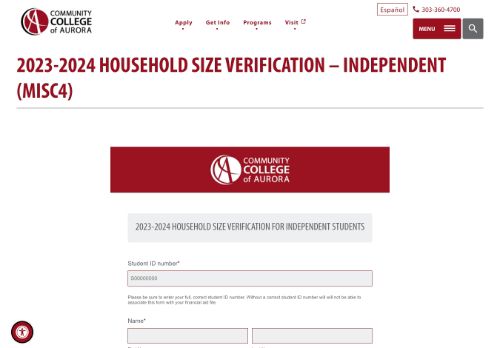 Español
303-360-4700
COMMUNITY
COLLEGE
of AURORA
Apply
Get Info
Programs
Visit
MENU
2023-2024 HOUSEHOLD SIZE VERIFICATION – INDEPENDENT
(MISC4)
COMMUNITY
COLLEGE
of AURORA
2023-2024 HOUSEHOLD SIZE VERIFICATION FOR INDEPENDENT STUDENTS
Student ID number*
S00000000
Please be sure to enter your full, correct student ID number. Without a correct student ID number will not be able to
associate this form with your financial aid file.
Name*